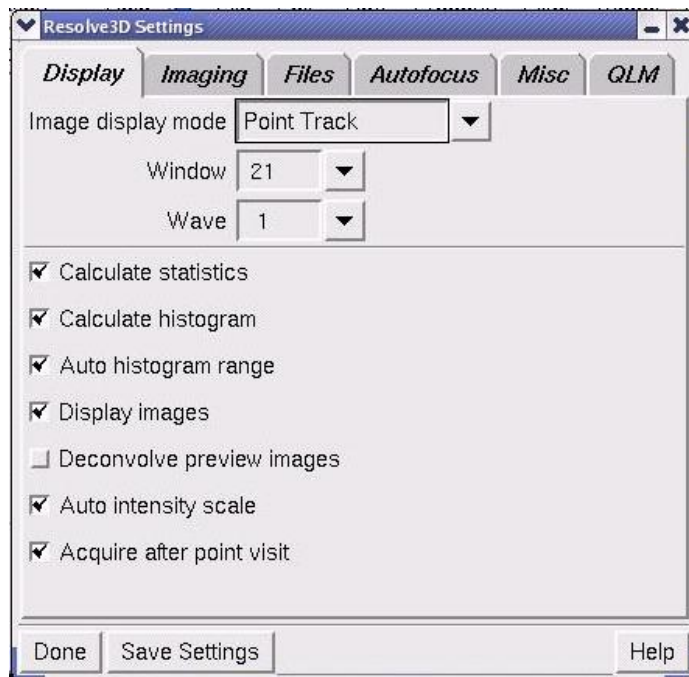 Resolve3D Settings
Display Imaging Files Autofocus Misc QLM
Image display mode Point Track
Window 21
Wave 1
Calculate statistics
Calculate histogram
Auto histogram range
Display images
Deconvolve preview images
Auto intensity scale
Acquire after point visit
Done Save Settings Help